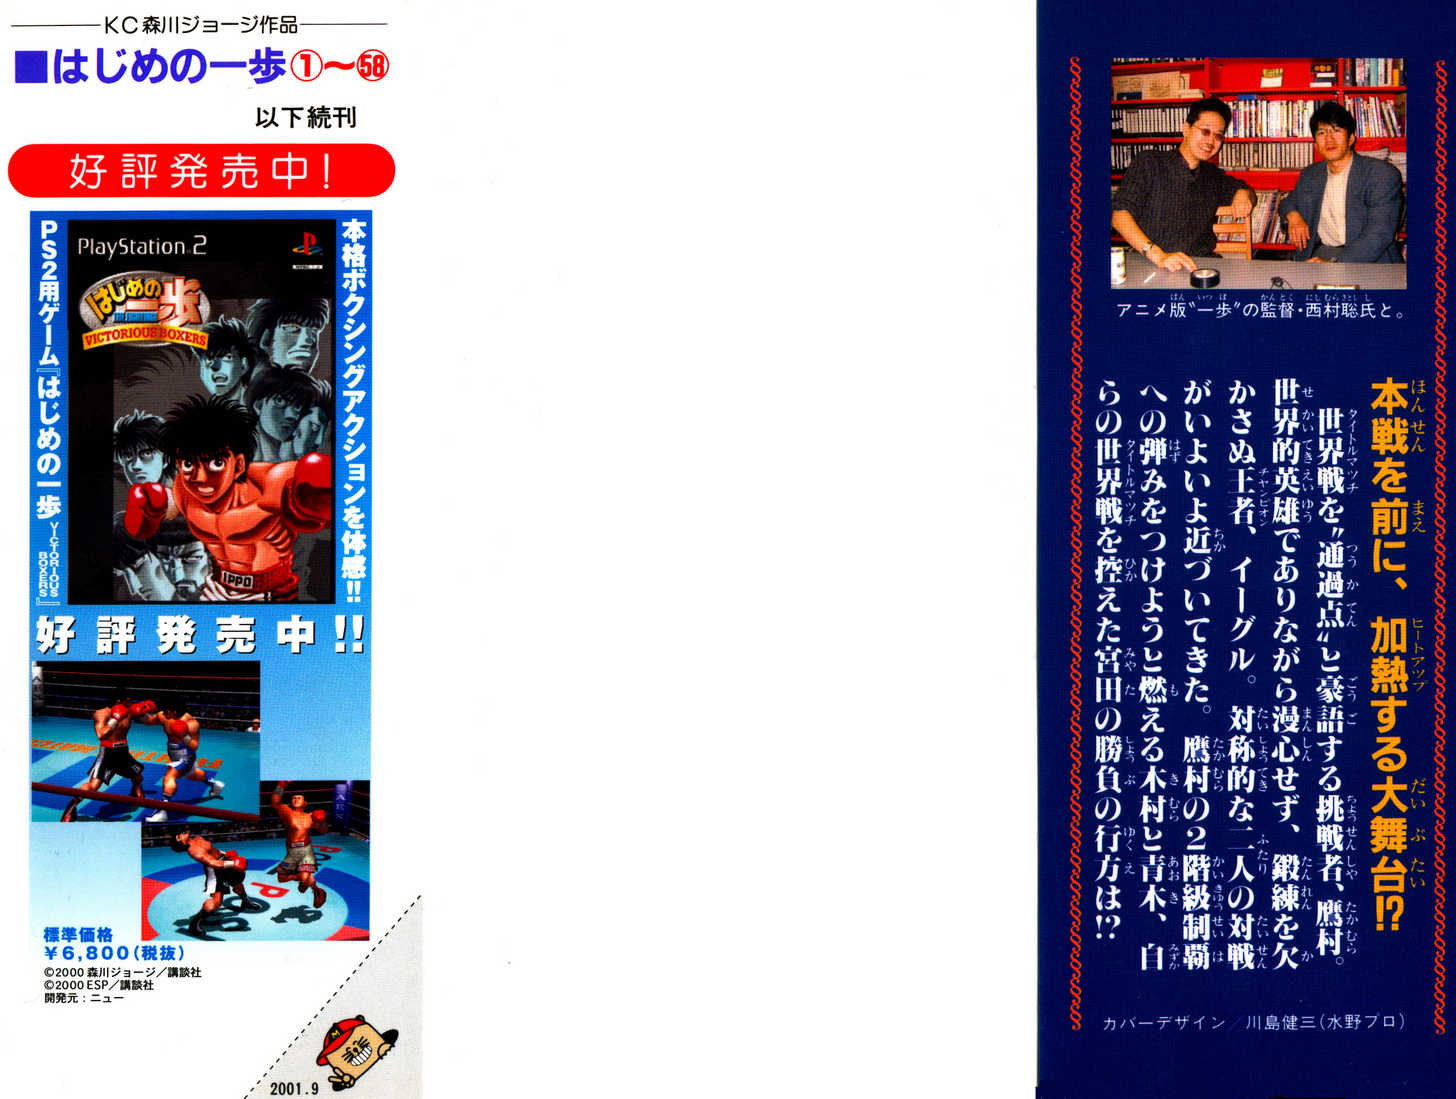 KC森川ジョージ作品
■はじめの一歩①〜㊽
以下続刊
好評発売中!
本格ボクシングアクションを体感!!
PlayStation 2
はじめの一歩
THE FIGHTING!
VICTORIOUS BOXERS
IPPO
PS2用ゲーム『はじめの一歩 VICTORIOUS BOXERS』
好評発売中!!
標準価格
¥6,800(税抜)
©2000 森川ジョージ/講談社
©2000 ESP/講談社
開発元:ニュー
2001.9
アニメ版"一歩"の監督・西村聡氏と。
本戦を前に、加熱する大舞台!?
世界戦を"通過点"と豪語する挑戦者、鷹村。
世界的英雄でありながら漫心せず、鍛練を欠
かさぬ王者、イーグル。対称的な二人の対戦
がいよいよ近づいてきた。鷹村の2階級制覇
への弾みをつけようと燃える木村と青木、自
らの世界戦を控えた宮田の勝負の行方は!?
カバーデザイン/川島健三(水野プロ)